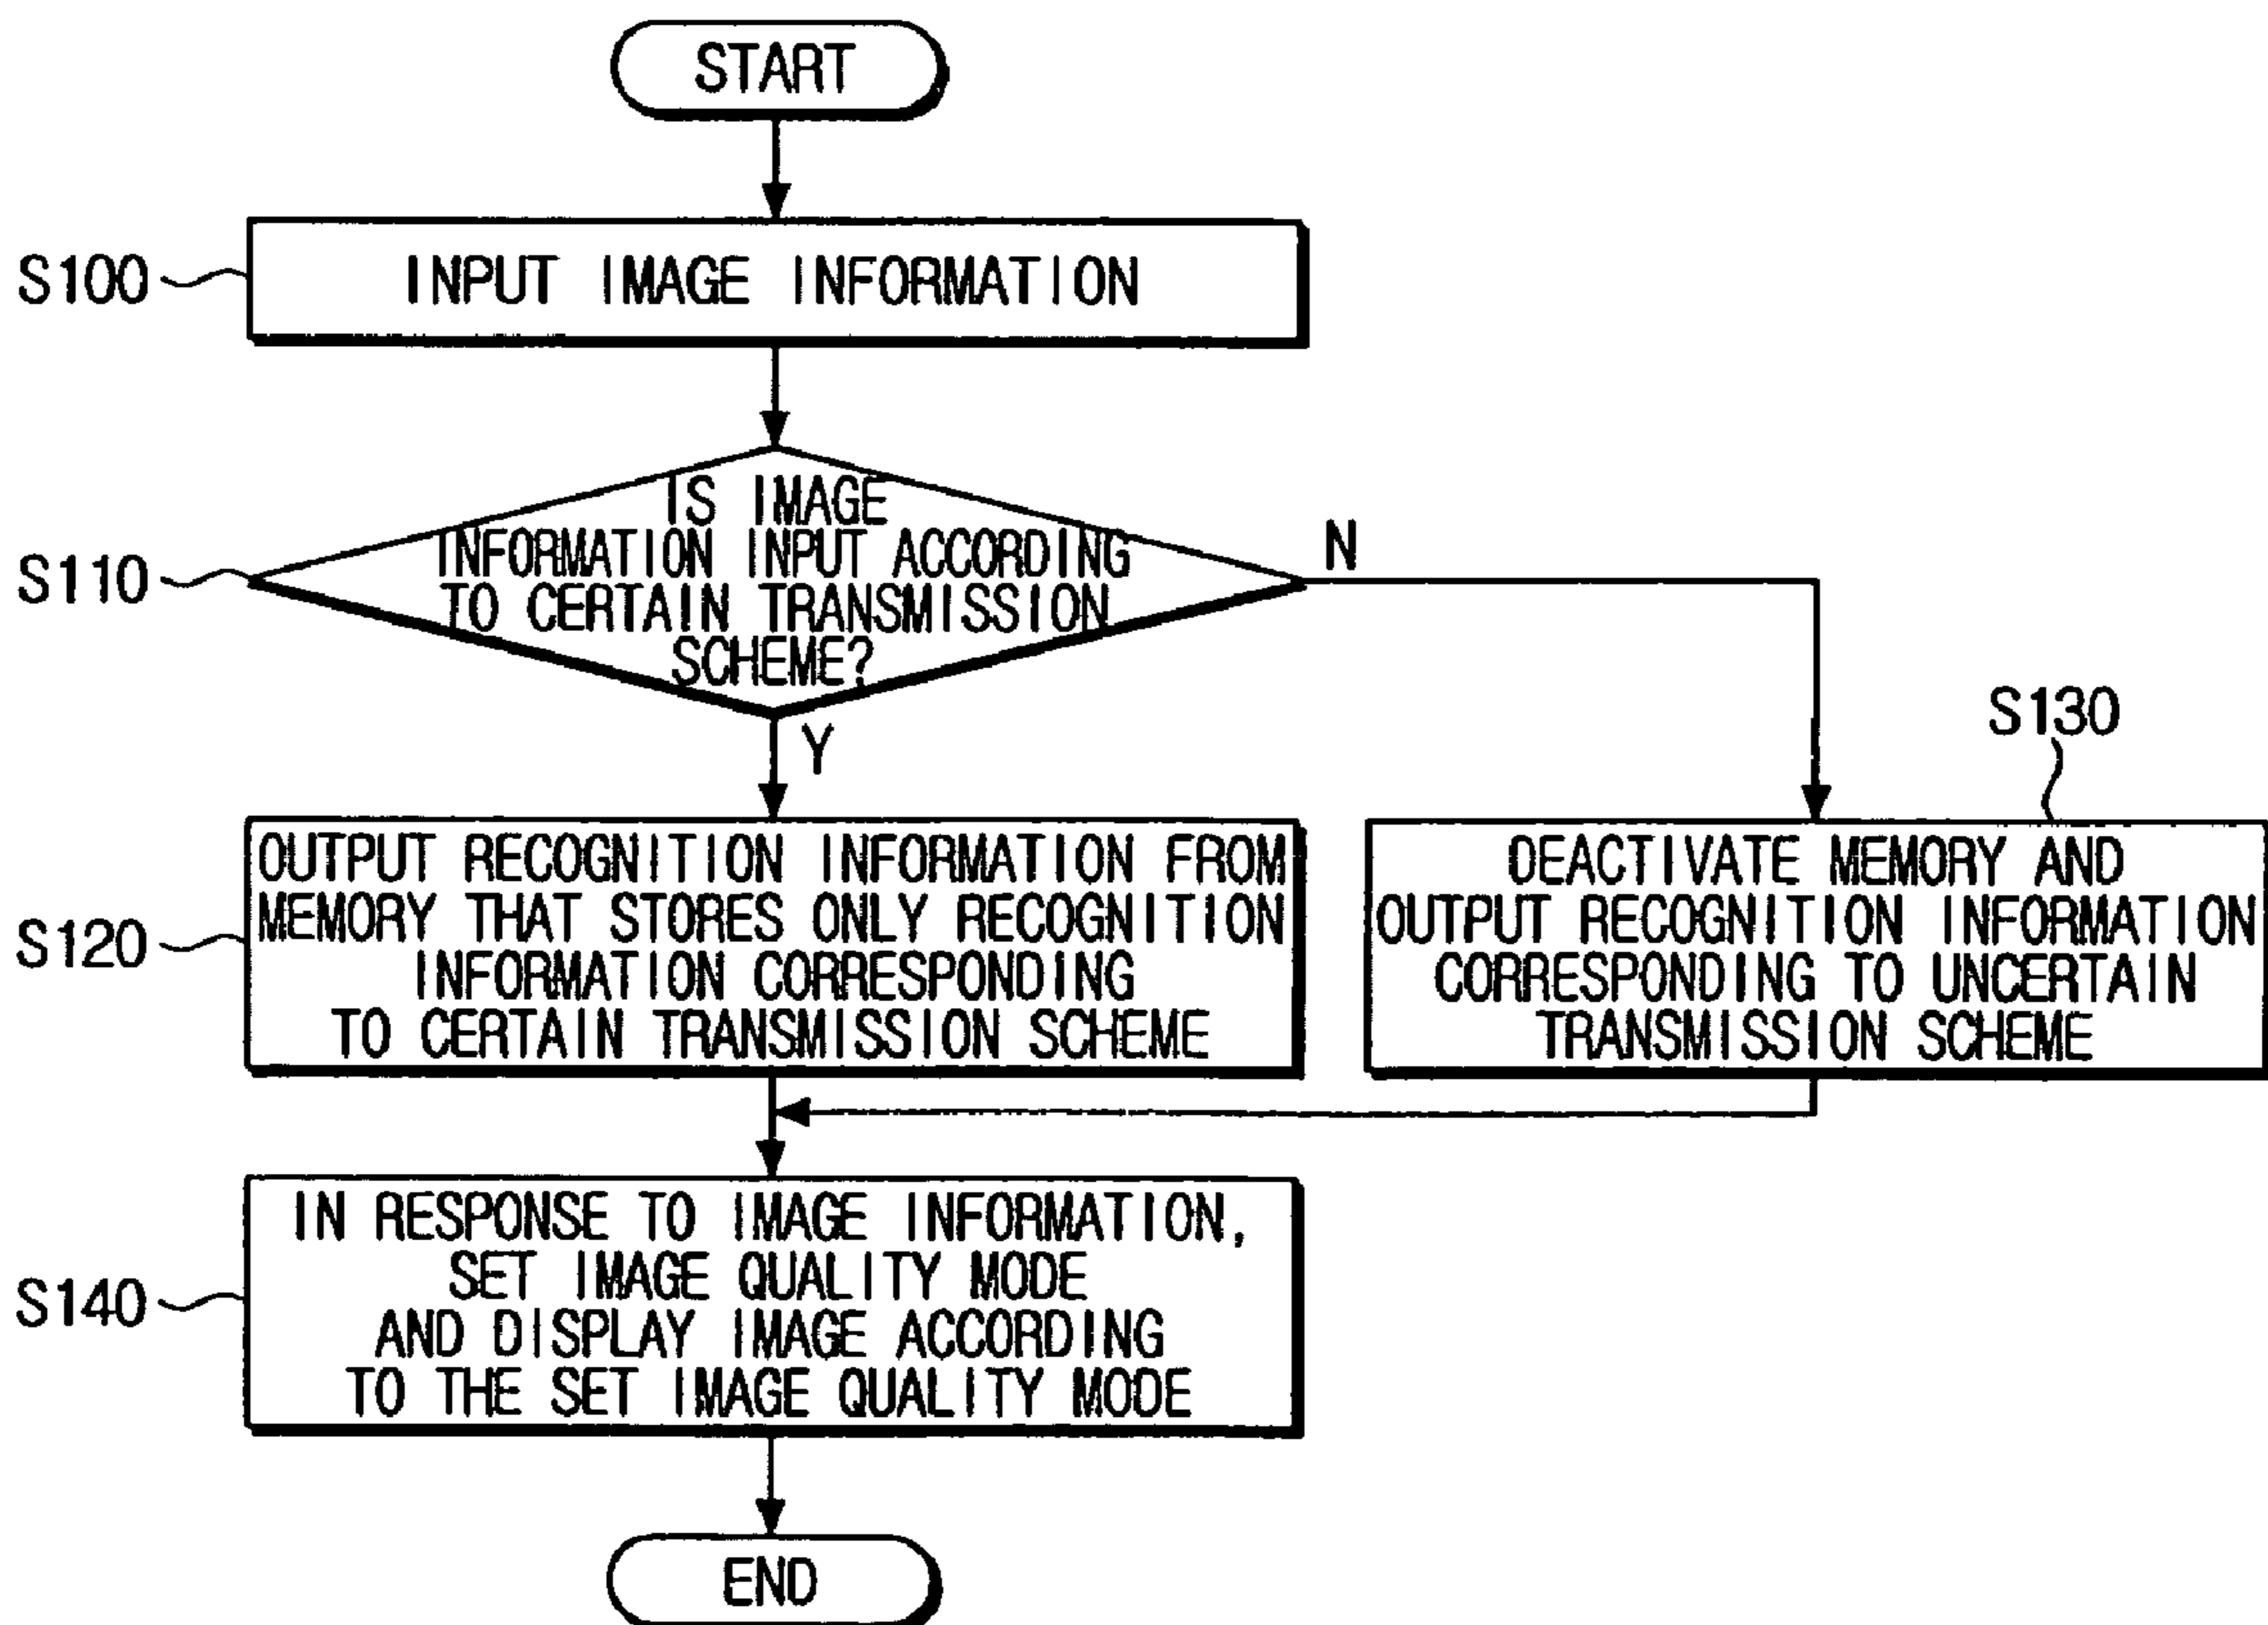 START
S100
INPUT IMAGE INFORMATION
S110
IS IMAGE
INFORMATION INPUT ACCORDING
TO CERTAIN TRANSMISSION
SCHEME?
N
Y
S120
OUTPUT RECOGNITION INFORMATION FROM
MEMORY THAT STORES ONLY RECOGNITION
INFORMATION CORRESPONDING
TO CERTAIN TRANSMISSION SCHEME
S130
DEACTIVATE MEMORY AND
OUTPUT RECOGNITION INFORMATION
CORRESPONDING TO UNCERTAIN
TRANSMISSION SCHEME
S140
IN RESPONSE TO IMAGE INFORMATION,
SET IMAGE QUALITY MODE
AND DISPLAY IMAGE ACCORDING
TO THE SET IMAGE QUALITY MODE
END